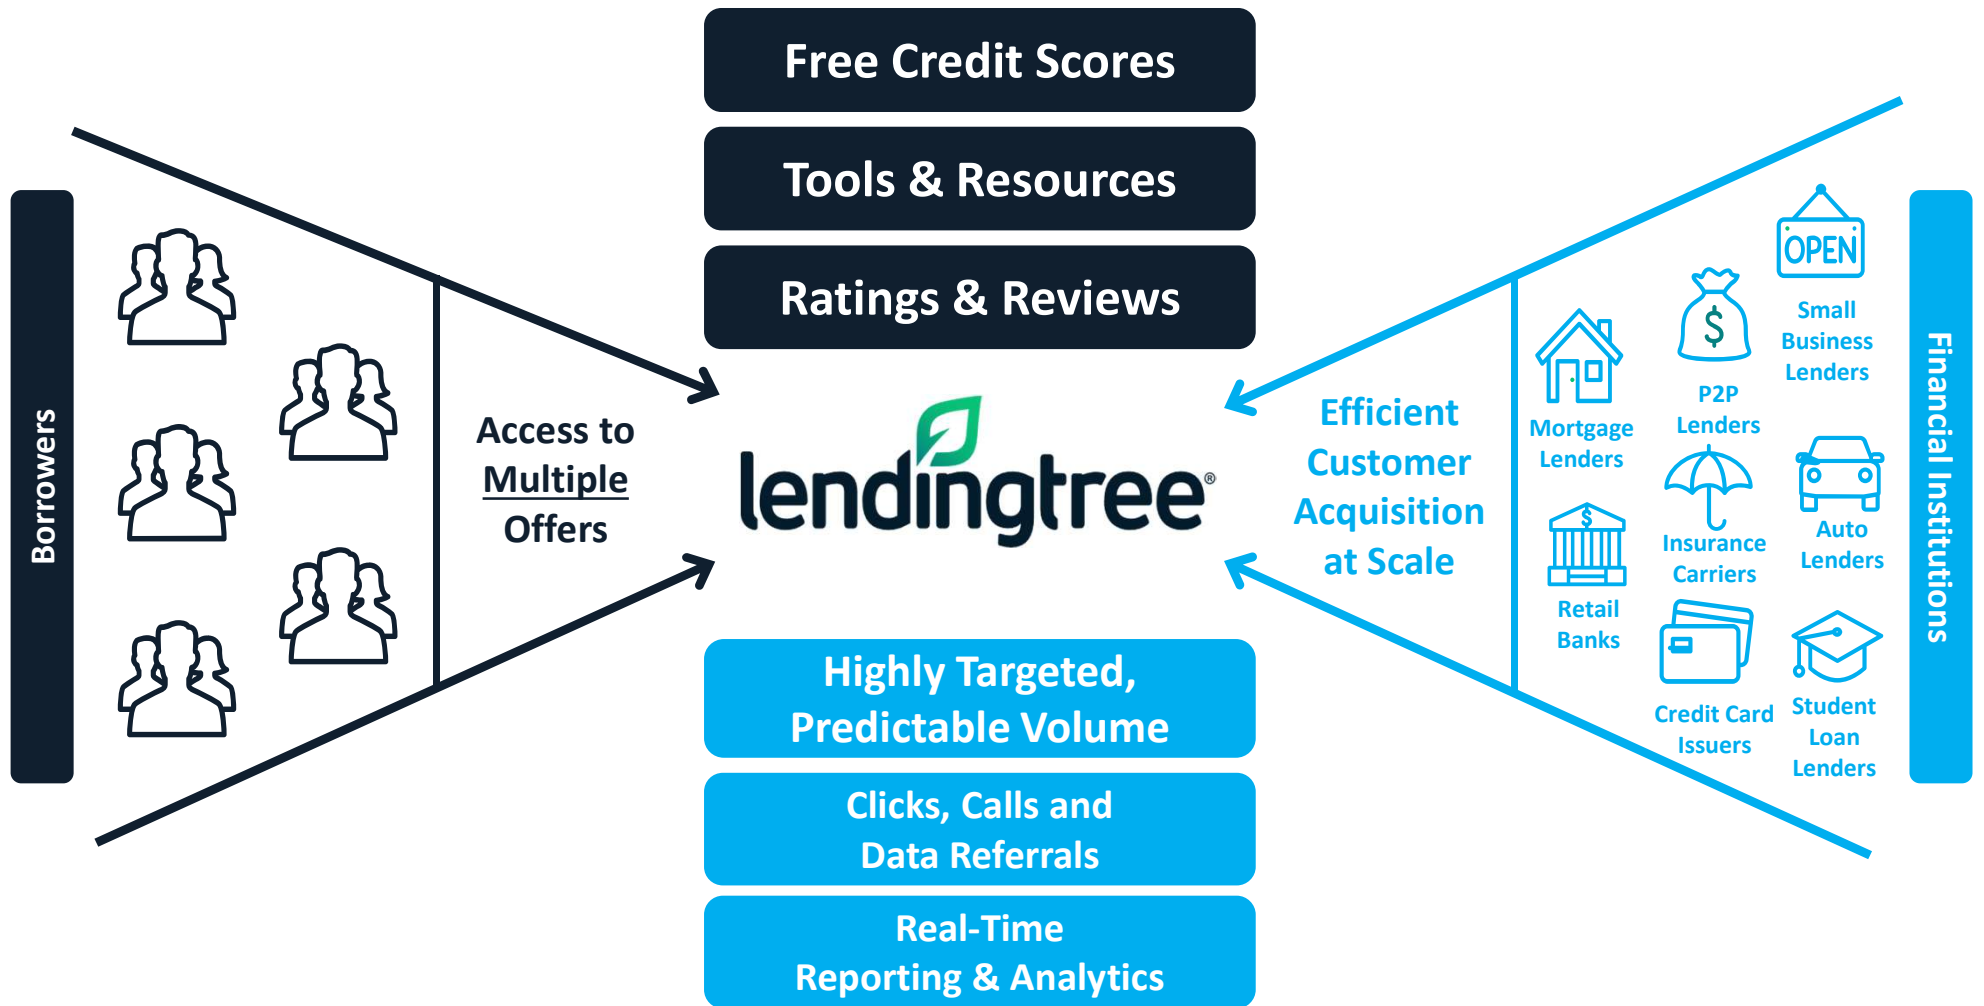 Free Credit Scores
Tools & Resources
Ratings & Reviews
Borrowers
Access to
Multiple
Offers
lendingtree®
Efficient
Customer
Acquisition
at Scale
OPEN
Small
Business
Lenders
$
P2P
Lenders
Mortgage
Lenders
Insurance
Carriers
Auto
Lenders
$
Retail
Banks
Credit Card
Issuers
Student
Loan
Lenders
Financial Institutions
Highly Targeted,
Predictable Volume
Clicks, Calls and
Data Referrals
Real-Time
Reporting & Analytics